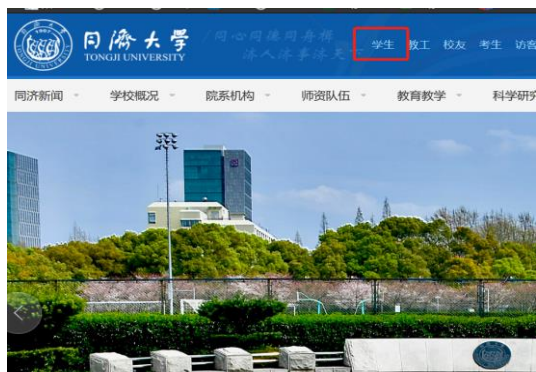 同济大学
TONGJI UNIVERSITY
同心同德同舟楫
济人济事济天下
学生 教工 校友 考生 访客
同济新闻 学校概况 院系机构 师资队伍 教育教学 科学研究